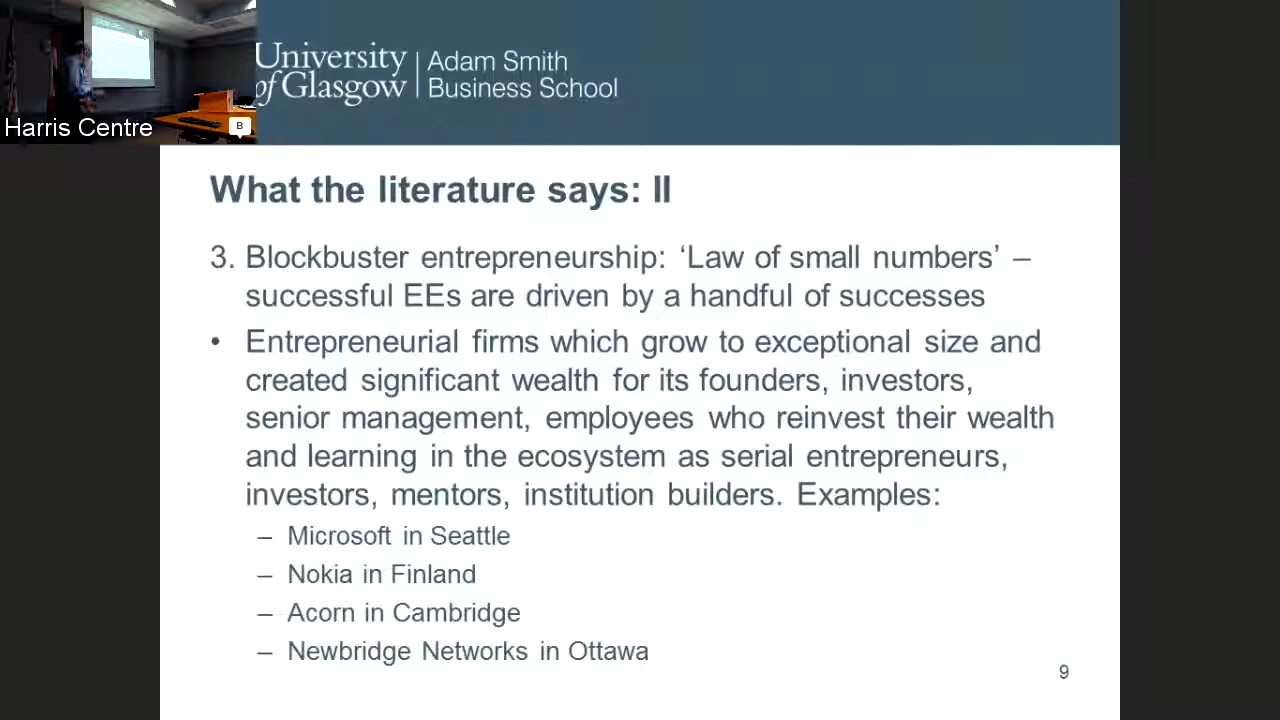 University
of Glasgow
Adam Smith
Business School
Harris Centre
B
What the literature says: II
3. Blockbuster entrepreneurship: ‘Law of small numbers’ –
successful EEs are driven by a handful of successes
• Entrepreneurial firms which grow to exceptional size and
created significant wealth for its founders, investors,
senior management, employees who reinvest their wealth
and learning in the ecosystem as serial entrepreneurs,
investors, mentors, institution builders. Examples:
– Microsoft in Seattle
– Nokia in Finland
– Acorn in Cambridge
– Newbridge Networks in Ottawa
9